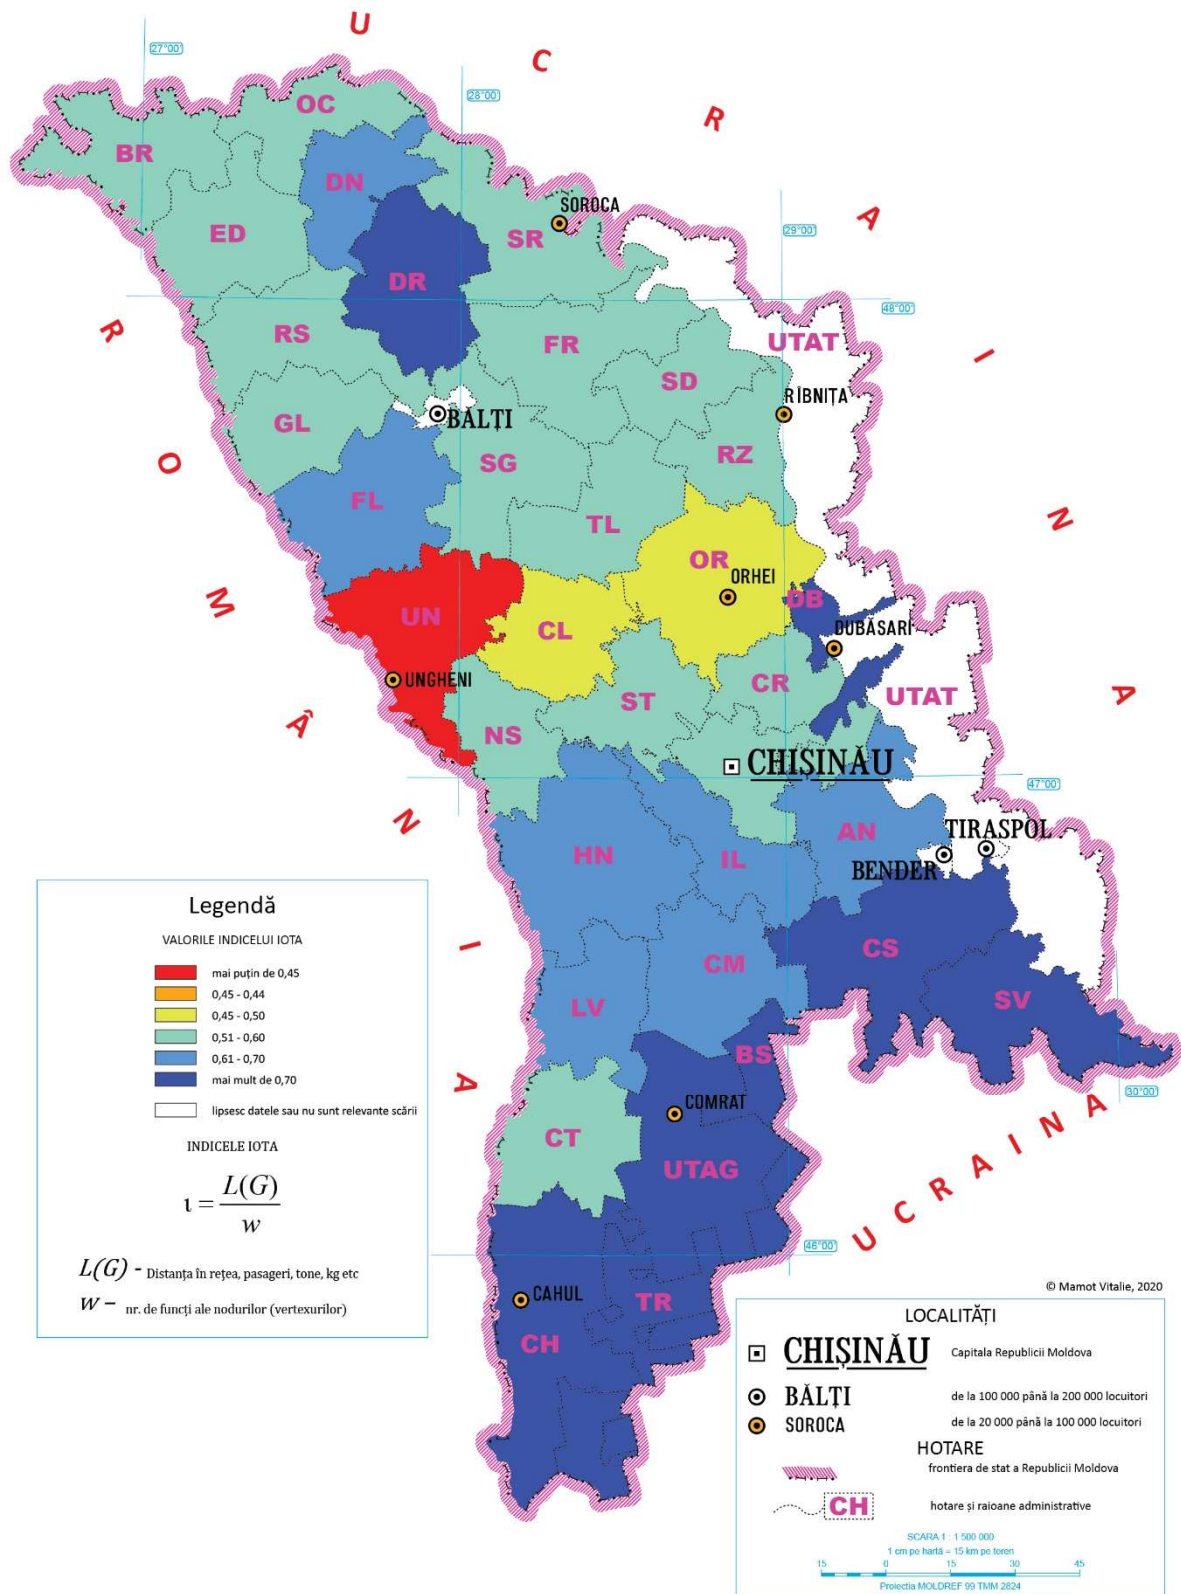 U C R A I N A
27°00'
28°00'
OC
BR
DN
SOROCA
ED
SR
29°00'
DR
48°00'
R O M Â N I A
RS
FR
UTAT
SD
RÎBNIȚA
GL
BĂLȚI
SG
RZ
FL
TL
OR
ORHEI
DB
UN
CL
DUBĂSARI
UNGHENI
ST
CR
UTAT
NS
CHIȘINĂU
47°00'
HN
IL
AN
TIRASPOL
BENDER
CM
CS
LV
SV
BS
30°00'
COMRAT
CT
UTAG
U C R A I N A
46°00'
CAHUL
TR
CH
Legendă
VALORILE INDICELUI IOTA
mai puțin de 0,45
0,45 - 0,44
0,45 - 0,50
0,51 - 0,60
0,61 - 0,70
mai mult de 0,70
lipsesc datele sau nu sunt relevante scării
INDICELE IOTA
ι = L(G) / w
L(G) - Distanța în rețea, pasageri, tone, kg etc
w – nr. de funcți ale nodurilor (vertexurilor)
© Mamot Vitalie, 2020
LOCALITĂȚI
CHIȘINĂU Capitala Republicii Moldova
BĂLȚI de la 100 000 până la 200 000 locuitori
SOROCA de la 20 000 până la 100 000 locuitori
HOTARE
frontiera de stat a Republicii Moldova
CH hotare și raioane administrative
SCARA 1 : 1 500 000
1 cm pe hartă = 15 km pe teren
15 0 15 30 45
Proiectia MOLDREF 99 TMM 2824